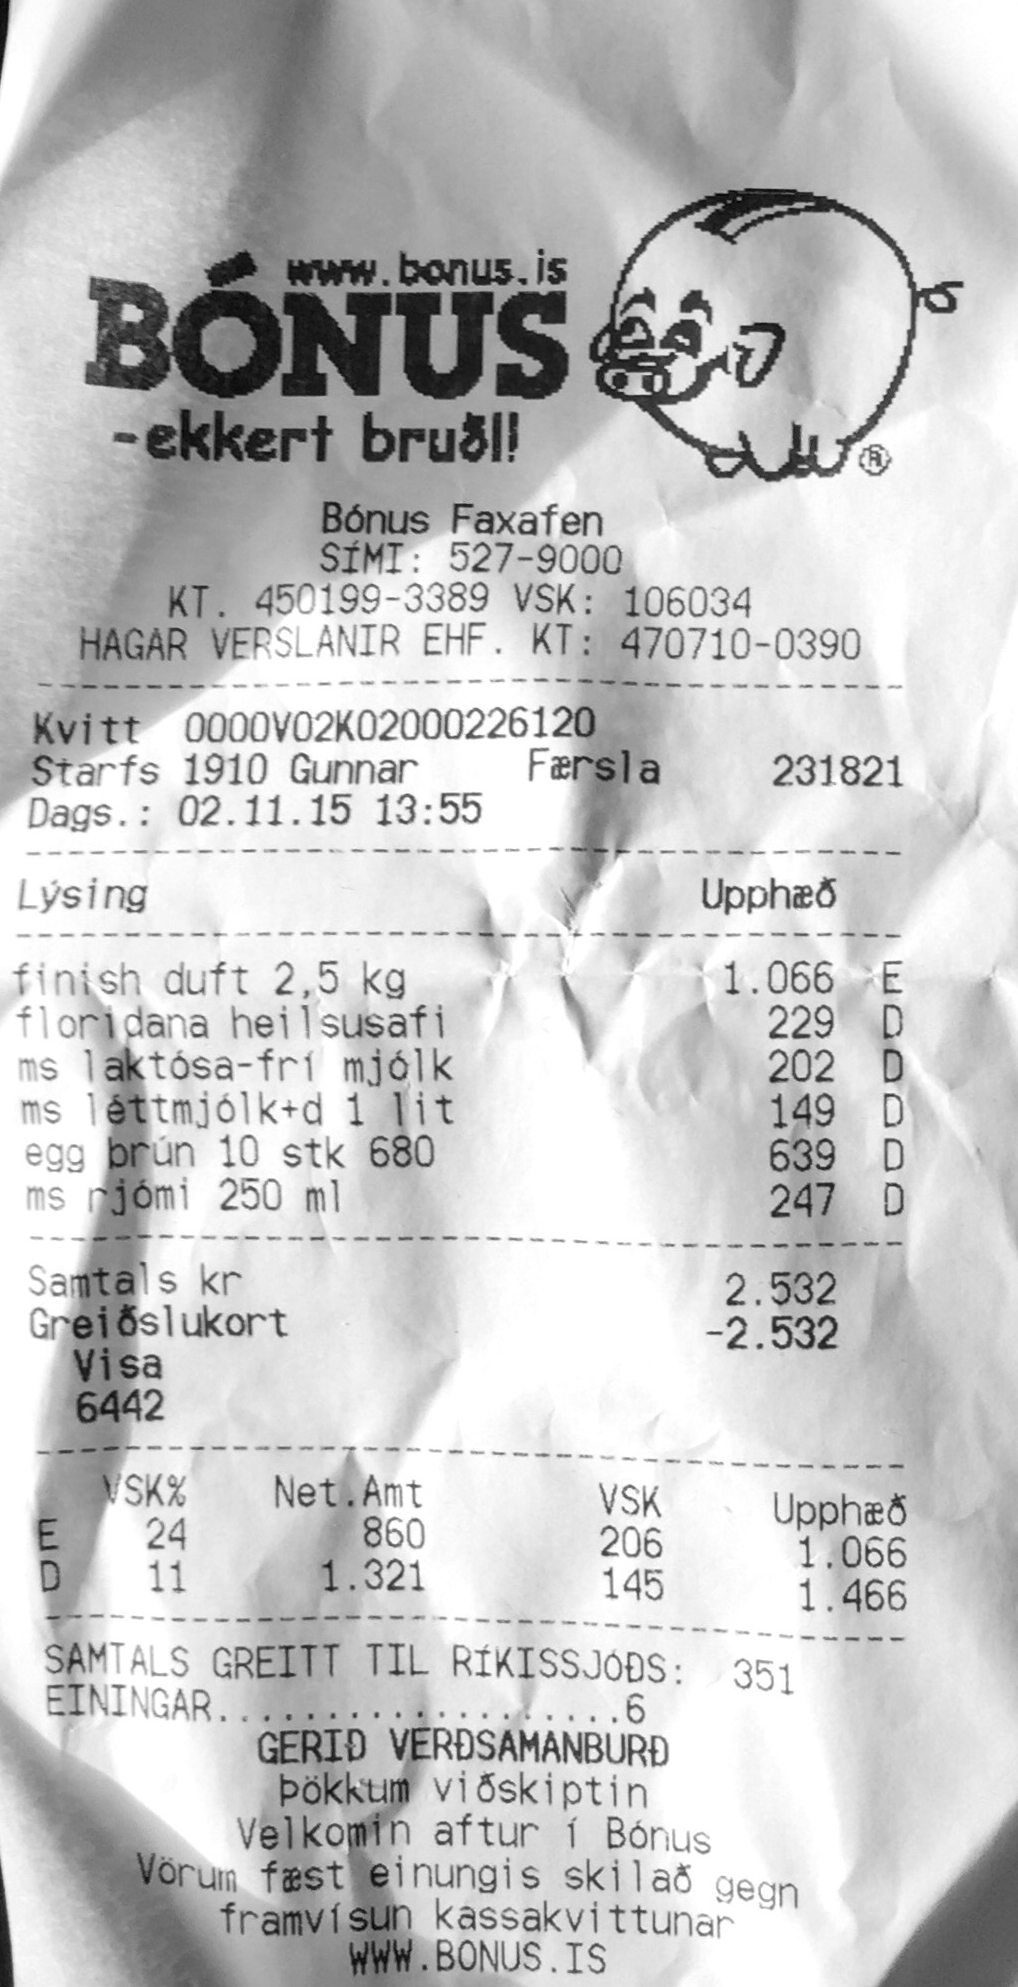 www.bonus.is
BÓNUS
-ekkert bruðl!
®
Bónus Faxafen
SÍMI: 527-9000
KT. 450199-3389 VSK: 106034
HAGAR VERSLANIR EHF. KT: 470710-0390
Kvitt 0000V02K02000226120
Starfs 1910 Gunnar Færsla 231821
Dags.: 02.11.15 13:55
Lýsing Upphæð
finish duft 2,5 kg 1.066 E
floridana heilsusafi 229 D
ms laktósa-frí mjólk 202 D
ms léttmjólk+d 1 lit 149 D
egg brún 10 stk 680 639 D
ms rjómi 250 ml 247 D
Samtals kr 2.532
Greiðslukort -2.532
Visa
6442
VSK% Net.Amt VSK Upphæð
E 24 860 206 1.066
D 11 1.321 145 1.466
SAMTALS GREITT TIL RÍKISSJÓÐS: 351
EININGAR...................6
GERIÐ VERÐSAMANBURÐ
Þökkum viðskiptin
Velkomin aftur í Bónus
Vörum fæst einungis skilað gegn
framvísun kassakvittunar
WWW.BONUS.IS